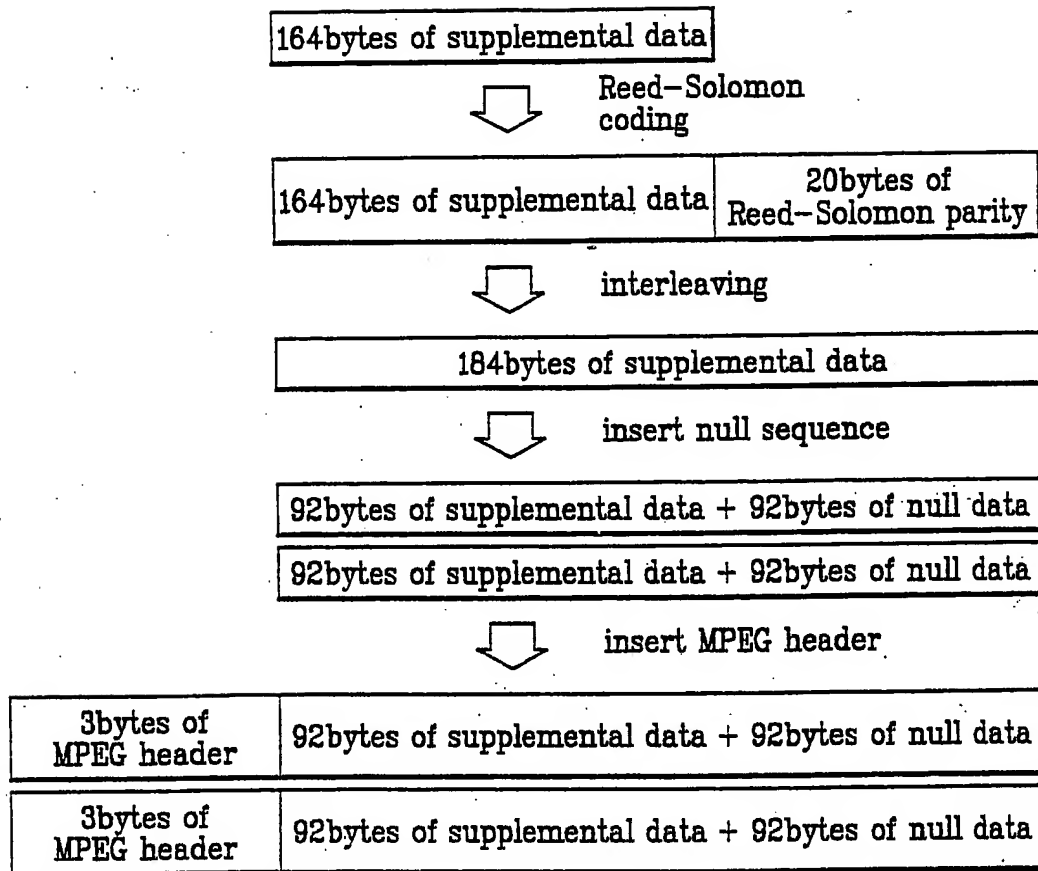 164bytes of supplemental data
Reed-Solomon
coding
164bytes of supplemental data
20bytes of
Reed-Solomon parity
interleaving
184bytes of supplemental data
insert null sequence
92bytes of supplemental data + 92bytes of null data
92bytes of supplemental data + 92bytes of null data
insert MPEG header
3bytes of
MPEG header
92bytes of supplemental data + 92bytes of null data
3bytes of
MPEG header
92bytes of supplemental data + 92bytes of null data